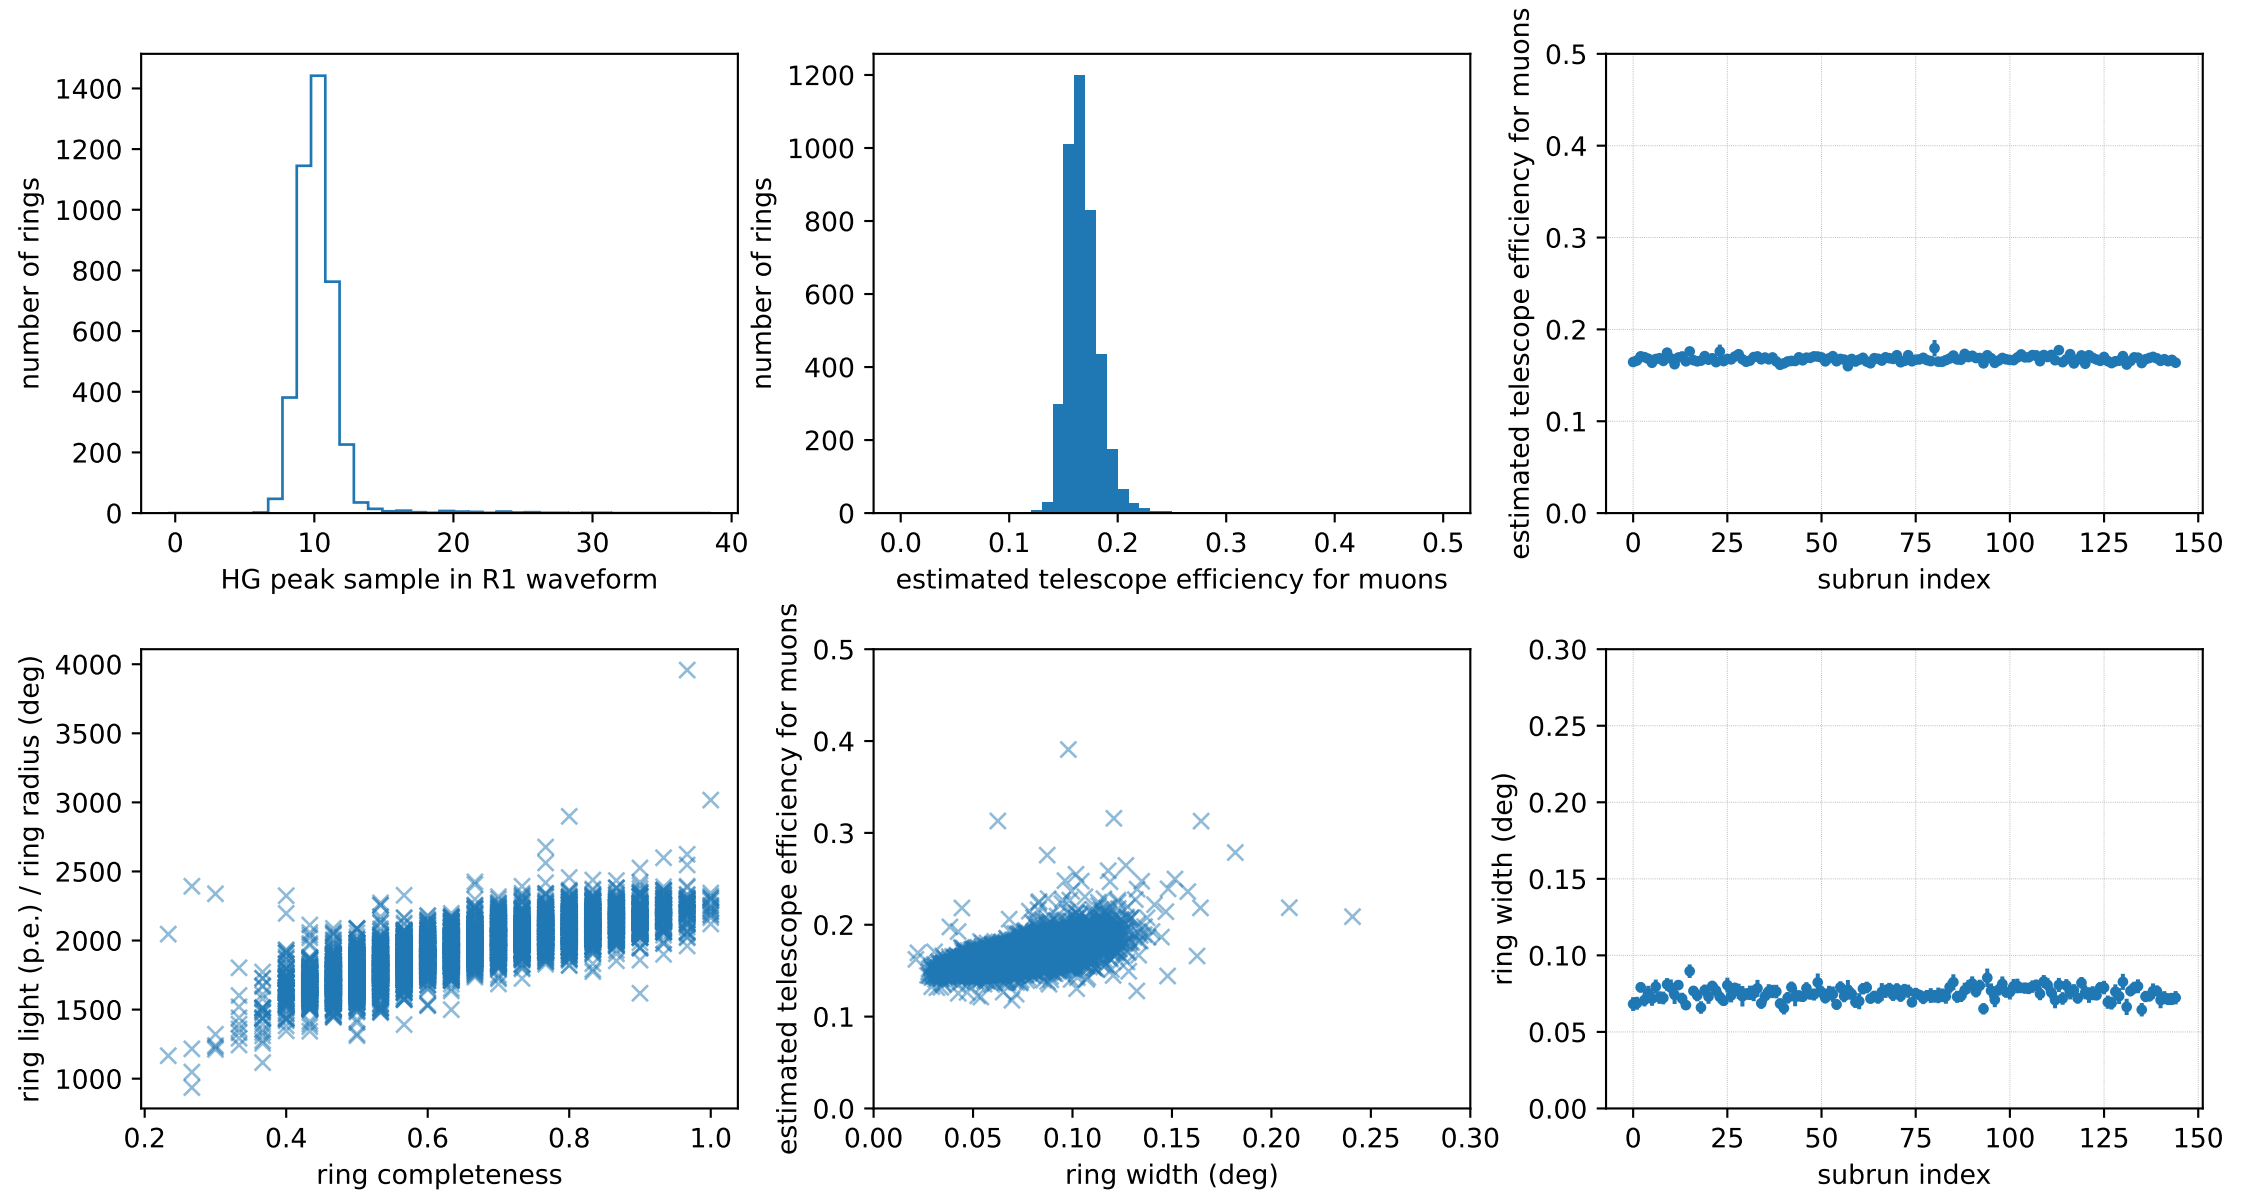 number of rings
1400
1200
1000
800
600
400
200
0
0 10 20 30 40
HG peak sample in R1 waveform
number of rings
1200
1000
800
600
400
200
0
0.0 0.1 0.2 0.3 0.4 0.5
estimated telescope efficiency for muons
estimated telescope efficiency for muons
0.5
0.4
0.3
0.2
0.1
0.0
0 25 50 75 100 125 150
subrun index
ring light (p.e.) / ring radius (deg)
4000
3500
3000
2500
2000
1500
1000
0.2 0.4 0.6 0.8 1.0
ring completeness
estimated telescope efficiency for muons
0.5
0.4
0.3
0.2
0.1
0.0
0.00 0.05 0.10 0.15 0.20 0.25 0.30
ring width (deg)
ring width (deg)
0.30
0.25
0.20
0.15
0.10
0.05
0.00
0 25 50 75 100 125 150
subrun index